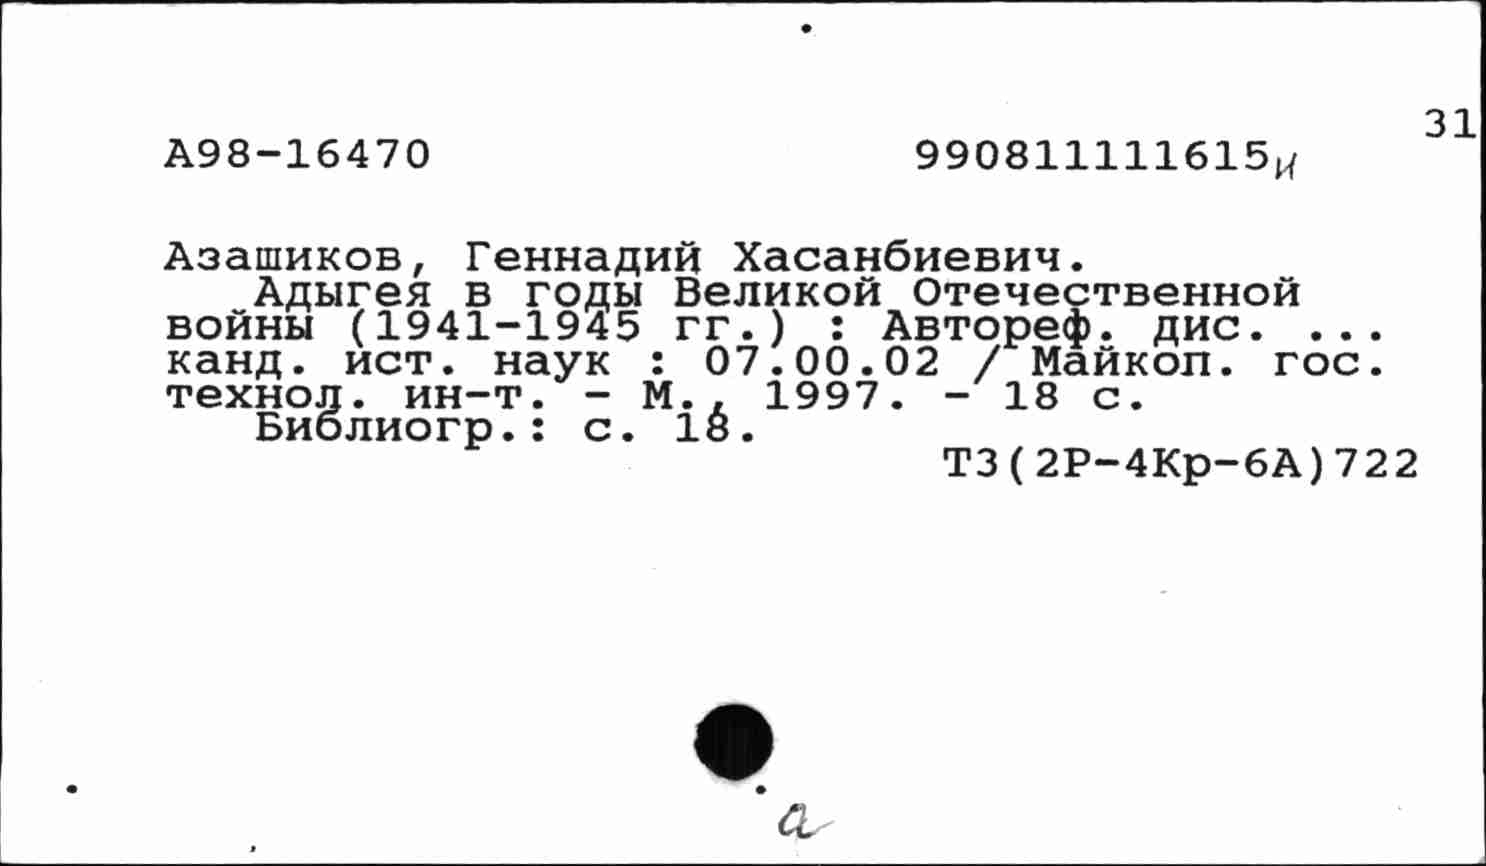 31
А98-16470 990811111615и
Азашиков, Геннадий Хасанбиевич.
Адыгея в годы Великой Отечественной
войны (1941-1945 гг.) : Автореф. дис. ...
канд. ист. наук : 07.00.02 / Майкоп. гос.
технол. ин-т. - М., 1997. - 18 с.
Библиогр.: с. 18.
Т3(2Р-4Кр-6А)722
а